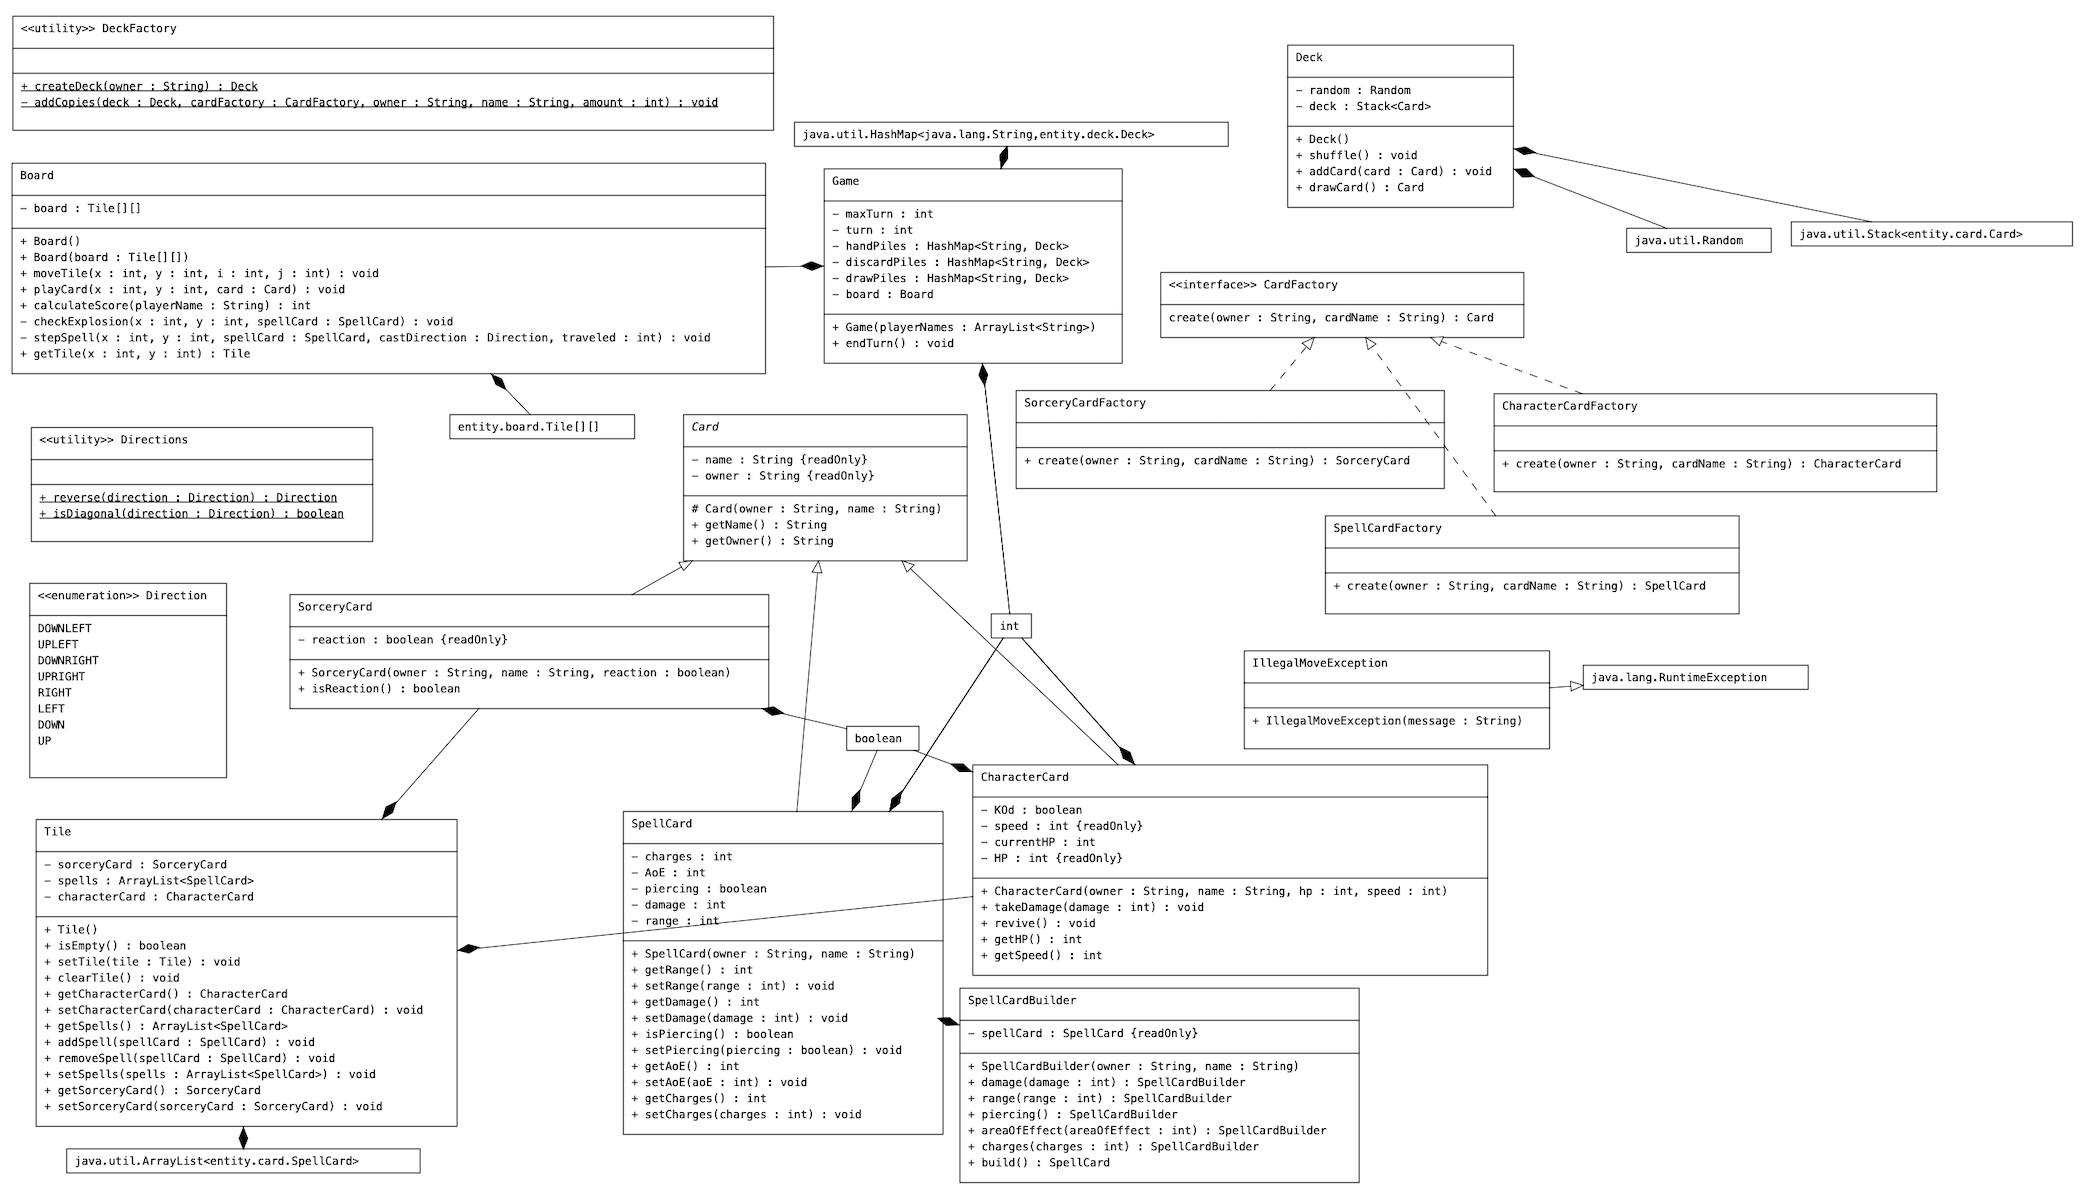 <<utility>> DeckFactory
+ createDeck(owner : String) : Deck
− addCopies(deck : Deck, cardFactory : CardFactory, owner : String, name : String, amount : int) : void
Deck
− random : Random
− deck : Stack<Card>
+ Deck()
+ shuffle() : void
+ addCard(card : Card) : void
+ drawCard() : Card
java.util.HashMap<java.lang.String,entity.deck.Deck>
Board
− board : Tile[][]
+ Board()
+ Board(board : Tile[][])
+ moveTile(x : int, y : int, i : int, j : int) : void
+ playCard(x : int, y : int, card : Card) : void
+ calculateScore(playerName : String) : int
− checkExplosion(x : int, y : int, spellCard : SpellCard) : void
− stepSpell(x : int, y : int, spellCard : SpellCard, castDirection : Direction, traveled : int) : void
+ getTile(x : int, y : int) : Tile
Game
− maxTurn : int
− turn : int
− handPiles : HashMap<String, Deck>
− discardPiles : HashMap<String, Deck>
− drawPiles : HashMap<String, Deck>
− board : Board
+ Game(playerNames : ArrayList<String>)
+ endTurn() : void
java.util.Random
java.util.Stack<entity.card.Card>
<<interface>> CardFactory
create(owner : String, cardName : String) : Card
entity.board.Tile[][]
SorceryCardFactory
+ create(owner : String, cardName : String) : SorceryCard
CharacterCardFactory
+ create(owner : String, cardName : String) : CharacterCard
<<utility>> Directions
+ reverse(direction : Direction) : Direction
+ isDiagonal(direction : Direction) : boolean
Card
− name : String {readOnly}
− owner : String {readOnly}
# Card(owner : String, name : String)
+ getName() : String
+ getOwner() : String
SpellCardFactory
+ create(owner : String, cardName : String) : SpellCard
<<enumeration>> Direction
DOWNLEFT
UPLEFT
DOWNRIGHT
UPRIGHT
RIGHT
LEFT
DOWN
UP
SorceryCard
− reaction : boolean {readOnly}
+ SorceryCard(owner : String, name : String, reaction : boolean)
+ isReaction() : boolean
int
IllegalMoveException
+ IllegalMoveException(message : String)
java.lang.RuntimeException
boolean
CharacterCard
− KOd : boolean
− speed : int {readOnly}
− currentHP : int
− HP : int {readOnly}
+ CharacterCard(owner : String, name : String, hp : int, speed : int)
+ takeDamage(damage : int) : void
+ revive() : void
+ getHP() : int
+ getSpeed() : int
Tile
− sorceryCard : SorceryCard
− spells : ArrayList<SpellCard>
− characterCard : CharacterCard
+ Tile()
+ isEmpty() : boolean
+ setTile(tile : Tile) : void
+ clearTile() : void
+ getCharacterCard() : CharacterCard
+ setCharacterCard(characterCard : CharacterCard) : void
+ getSpells() : ArrayList<SpellCard>
+ addSpell(spellCard : SpellCard) : void
+ removeSpell(spellCard : SpellCard) : void
+ setSpells(spells : ArrayList<SpellCard>) : void
+ getSorceryCard() : SorceryCard
+ setSorceryCard(sorceryCard : SorceryCard) : void
SpellCard
− charges : int
− AoE : int
− piercing : boolean
− damage : int
− range : int
+ SpellCard(owner : String, name : String)
+ getRange() : int
+ setRange(range : int) : void
+ getDamage() : int
+ setDamage(damage : int) : void
+ isPiercing() : boolean
+ setPiercing(piercing : boolean) : void
+ getAoE() : int
+ setAoE(aoE : int) : void
+ getCharges() : int
+ setCharges(charges : int) : void
SpellCardBuilder
− spellCard : SpellCard {readOnly}
+ SpellCardBuilder(owner : String, name : String)
+ damage(damage : int) : SpellCardBuilder
+ range(range : int) : SpellCardBuilder
+ piercing() : SpellCardBuilder
+ areaOfEffect(areaOfEffect : int) : SpellCardBuilder
+ charges(charges : int) : SpellCardBuilder
+ build() : SpellCard
java.util.ArrayList<entity.card.SpellCard>